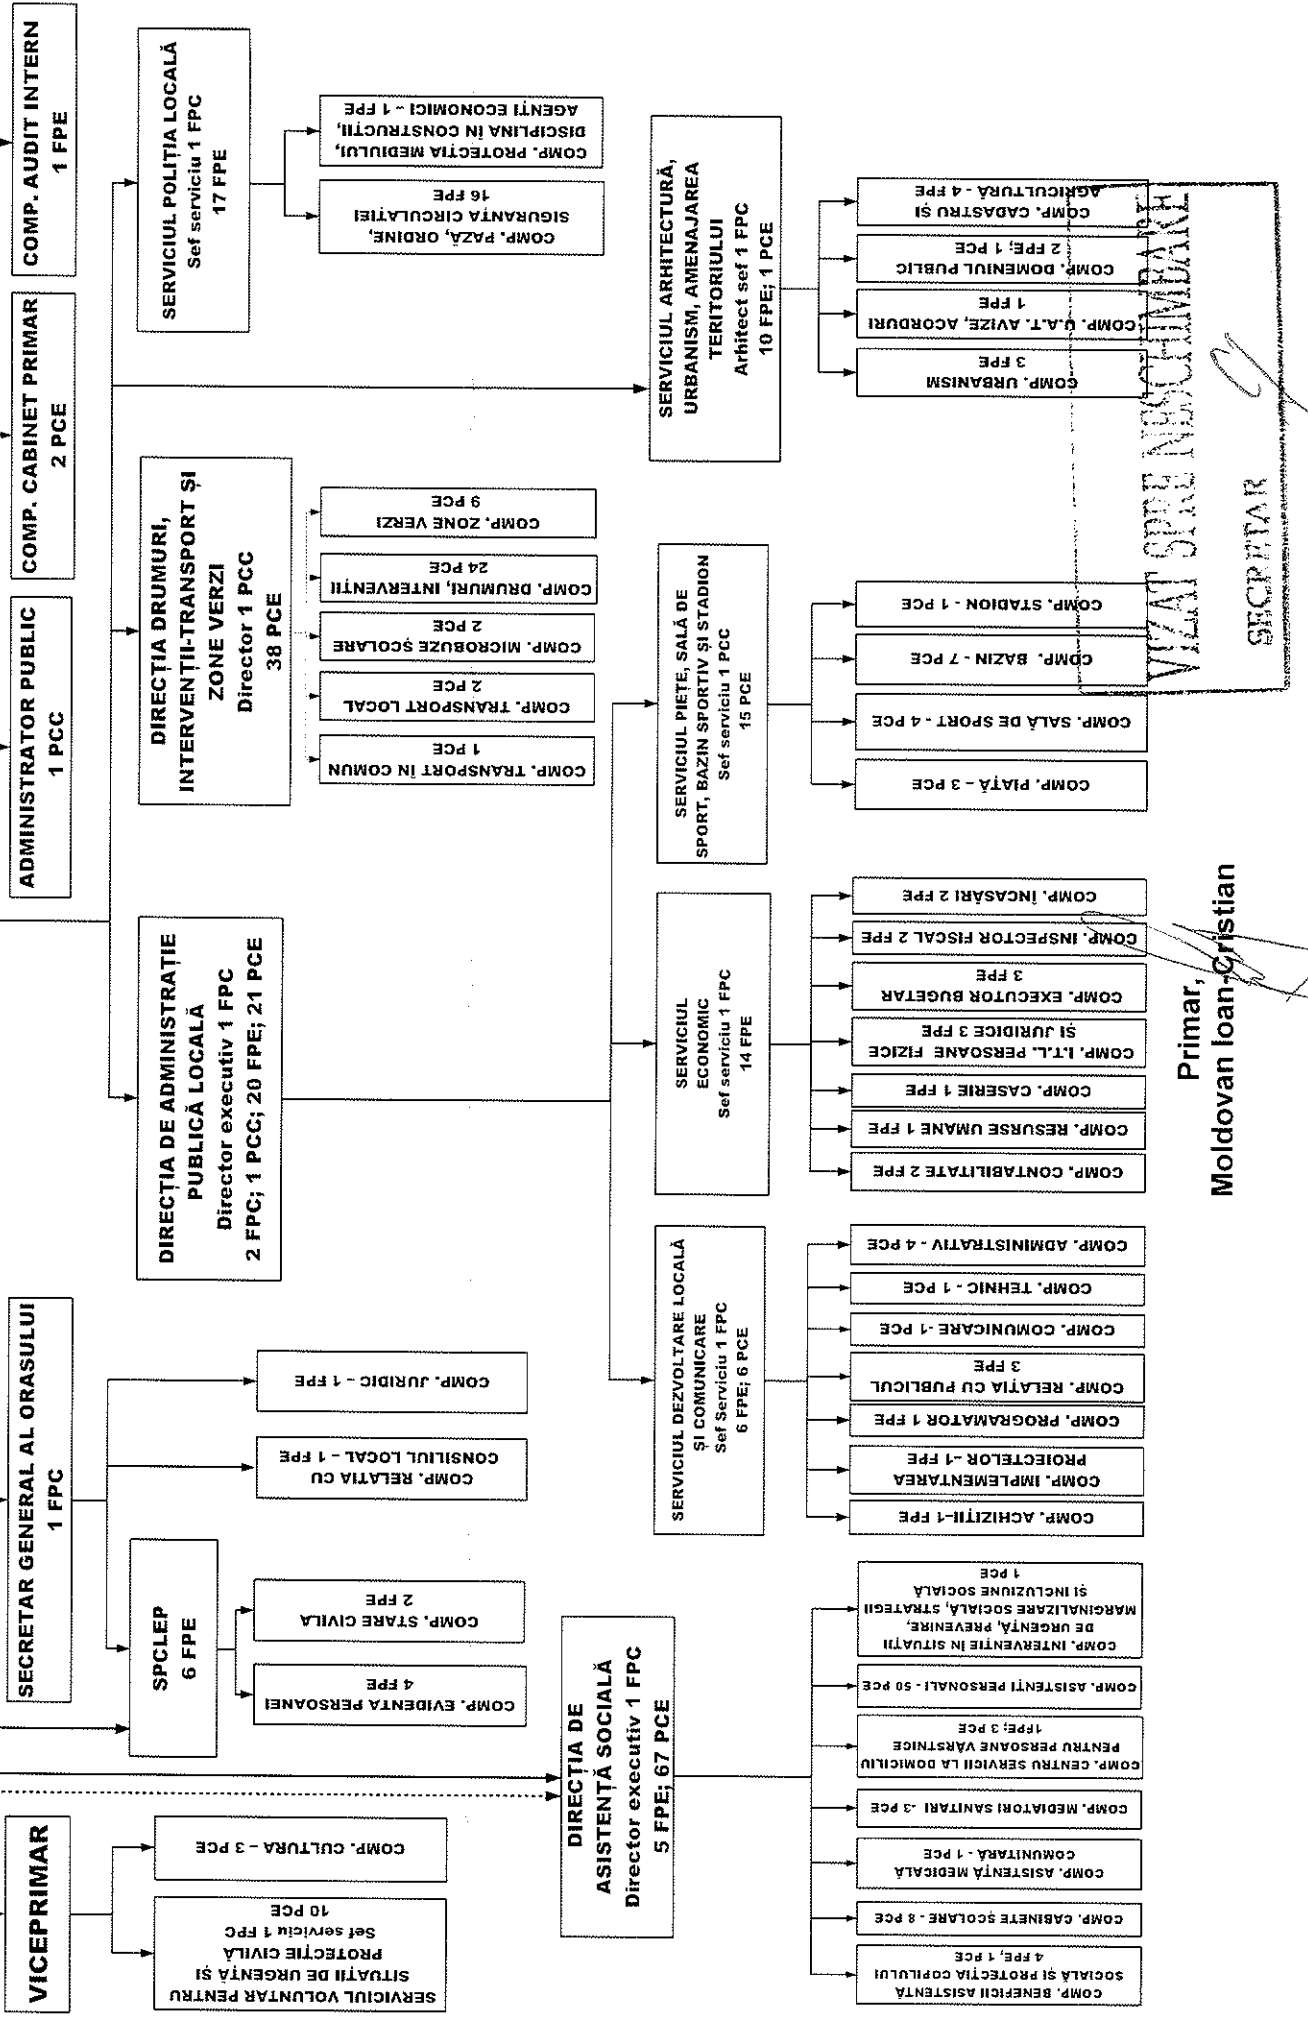 VICEPRIMAR
SERVICIUL VOLUNTAR PENTRU
SITUAȚII DE URGENȚĂ ȘI
PROTECȚIE CIVILĂ
Sef serviciu 1 FPC
10 PCE
COMP. CULTURA – 3 PCE
SECRETAR GENERAL AL ORASULUI
1 FPC
SPCLEP
6 FPE
COMP. EVIDENTA PERSOANEI
4 FPE
COMP. STARE CIVILA
2 FPE
COMP. RELATIA CU
CONSILIUL LOCAL – 1 FPE
COMP. JURIDIC – 1 FPE
ADMINISTRATOR PUBLIC
1 PCC
COMP. CABINET PRIMAR
2 PCE
COMP. AUDIT INTERN
1 FPE
DIRECȚIA DE ADMINISTRAȚIE
PUBLICĂ LOCALĂ
Director executiv 1 FPC
2 FPC; 1 PCC; 20 FPE; 21 PCE
DIRECȚIA DRUMURI,
INTERVENȚII-TRANSPORT ȘI
ZONE VERZI
Director 1 PCC
38 PCE
COMP. TRANSPORT ÎN COMUN
1 PCE
COMP. TRANSPORT LOCAL
2 PCE
COMP. MICROBUZE ȘCOLARE
2 PCE
COMP. DRUMURI, INTERVENȚII
24 PCE
COMP. ZONE VERZI
9 PCE
SERVICIUL POLIȚIA LOCALĂ
Sef serviciu 1 FPC
17 FPE
COMP. PAZĂ, ORDINE,
SIGURANȚA CIRCULAȚIEI
16 FPE
COMP. PROTECȚIA MEDIULUI,
DISCIPLINA ÎN CONSTRUCȚII,
AGENȚI ECONOMICI – 1 FPE
DIRECȚIA DE
ASISTENȚĂ SOCIALĂ
Director executiv 1 FPC
5 FPE; 67 PCE
COMP. BENEFICII ASISTENȚĂ
SOCIALĂ ȘI PROTECȚIA COPILULUI
4 FPE, 1 PCE
COMP. CABINETE ȘCOLARE - 8 PCE
COMP. ASISTENȚĂ MEDICALĂ
COMUNITARĂ - 1 PCE
COMP. MEDIATORI SANITARI -3 PCE
COMP. CENTRU SERVICII LA DOMICILIU
PENTRU PERSOANE VÂRSTNICE
1FPE; 3 PCE
COMP. ASISTENȚI PERSONALI - 50 PCE
COMP. INTERVENȚIE ÎN SITUAȚII
DE URGENȚĂ, PREVENIRE,
MARGINALIZARE SOCIALĂ, STRATEGII
ȘI INCLUZIUNE SOCIALĂ
1 PCE
SERVICIUL DEZVOLTARE LOCALĂ
ȘI COMUNICARE
Sef Serviciu 1 FPC
6 FPE; 6 PCE
COMP. ACHIZIȚII–1 FPE
COMP. IMPLEMENTAREA
PROIECTELOR –1 FPE
COMP. PROGRAMATOR 1 FPE
COMP. RELAȚIA CU PUBLICUL
3 FPE
COMP. COMUNICARE -1 PCE
COMP. TEHNIC - 1 PCE
COMP. ADMINISTRATIV - 4 PCE
SERVICIUL
ECONOMIC
Sef serviciu 1 FPC
14 FPE
COMP. CONTABILITATE 2 FPE
COMP. RESURSE UMANE 1 FPE
COMP. CASERIE 1 FPE
COMP. I.T.L. PERSOANE FIZICE
ȘI JURIDICE 3 FPE
COMP. EXECUTOR BUGETAR
3 FPE
COMP. INSPECTOR FISCAL 2 FPE
COMP. ÎNCASĂRI 2 FPE
SERVICIUL PIEȚE, SALĂ DE
SPORT, BAZIN SPORTIV ȘI STADION
Sef serviciu 1 PCC
15 PCE
COMP. PIAȚĂ – 3 PCE
COMP. SALĂ DE SPORT - 4 PCE
COMP. BAZIN - 7 PCE
COMP. STADION - 1 PCE
SERVICIUL ARHITECTURĂ,
URBANISM, AMENAJAREA
TERITORIULUI
Arhitect sef 1 FPC
10 FPE; 1 PCE
COMP. URBANISM
3 FPE
COMP. U.A.T. AVIZE, ACORDURI
1 FPE
COMP. DOMENIUL PUBLIC
2 FPE; 1 PCE
COMP. CADASTRU ȘI
AGRICULTURĂ - 4 FPE
Primar,
Moldovan Ioan-Cristian
VIZAT SPRE NESCHIMBARE
SECRETAR